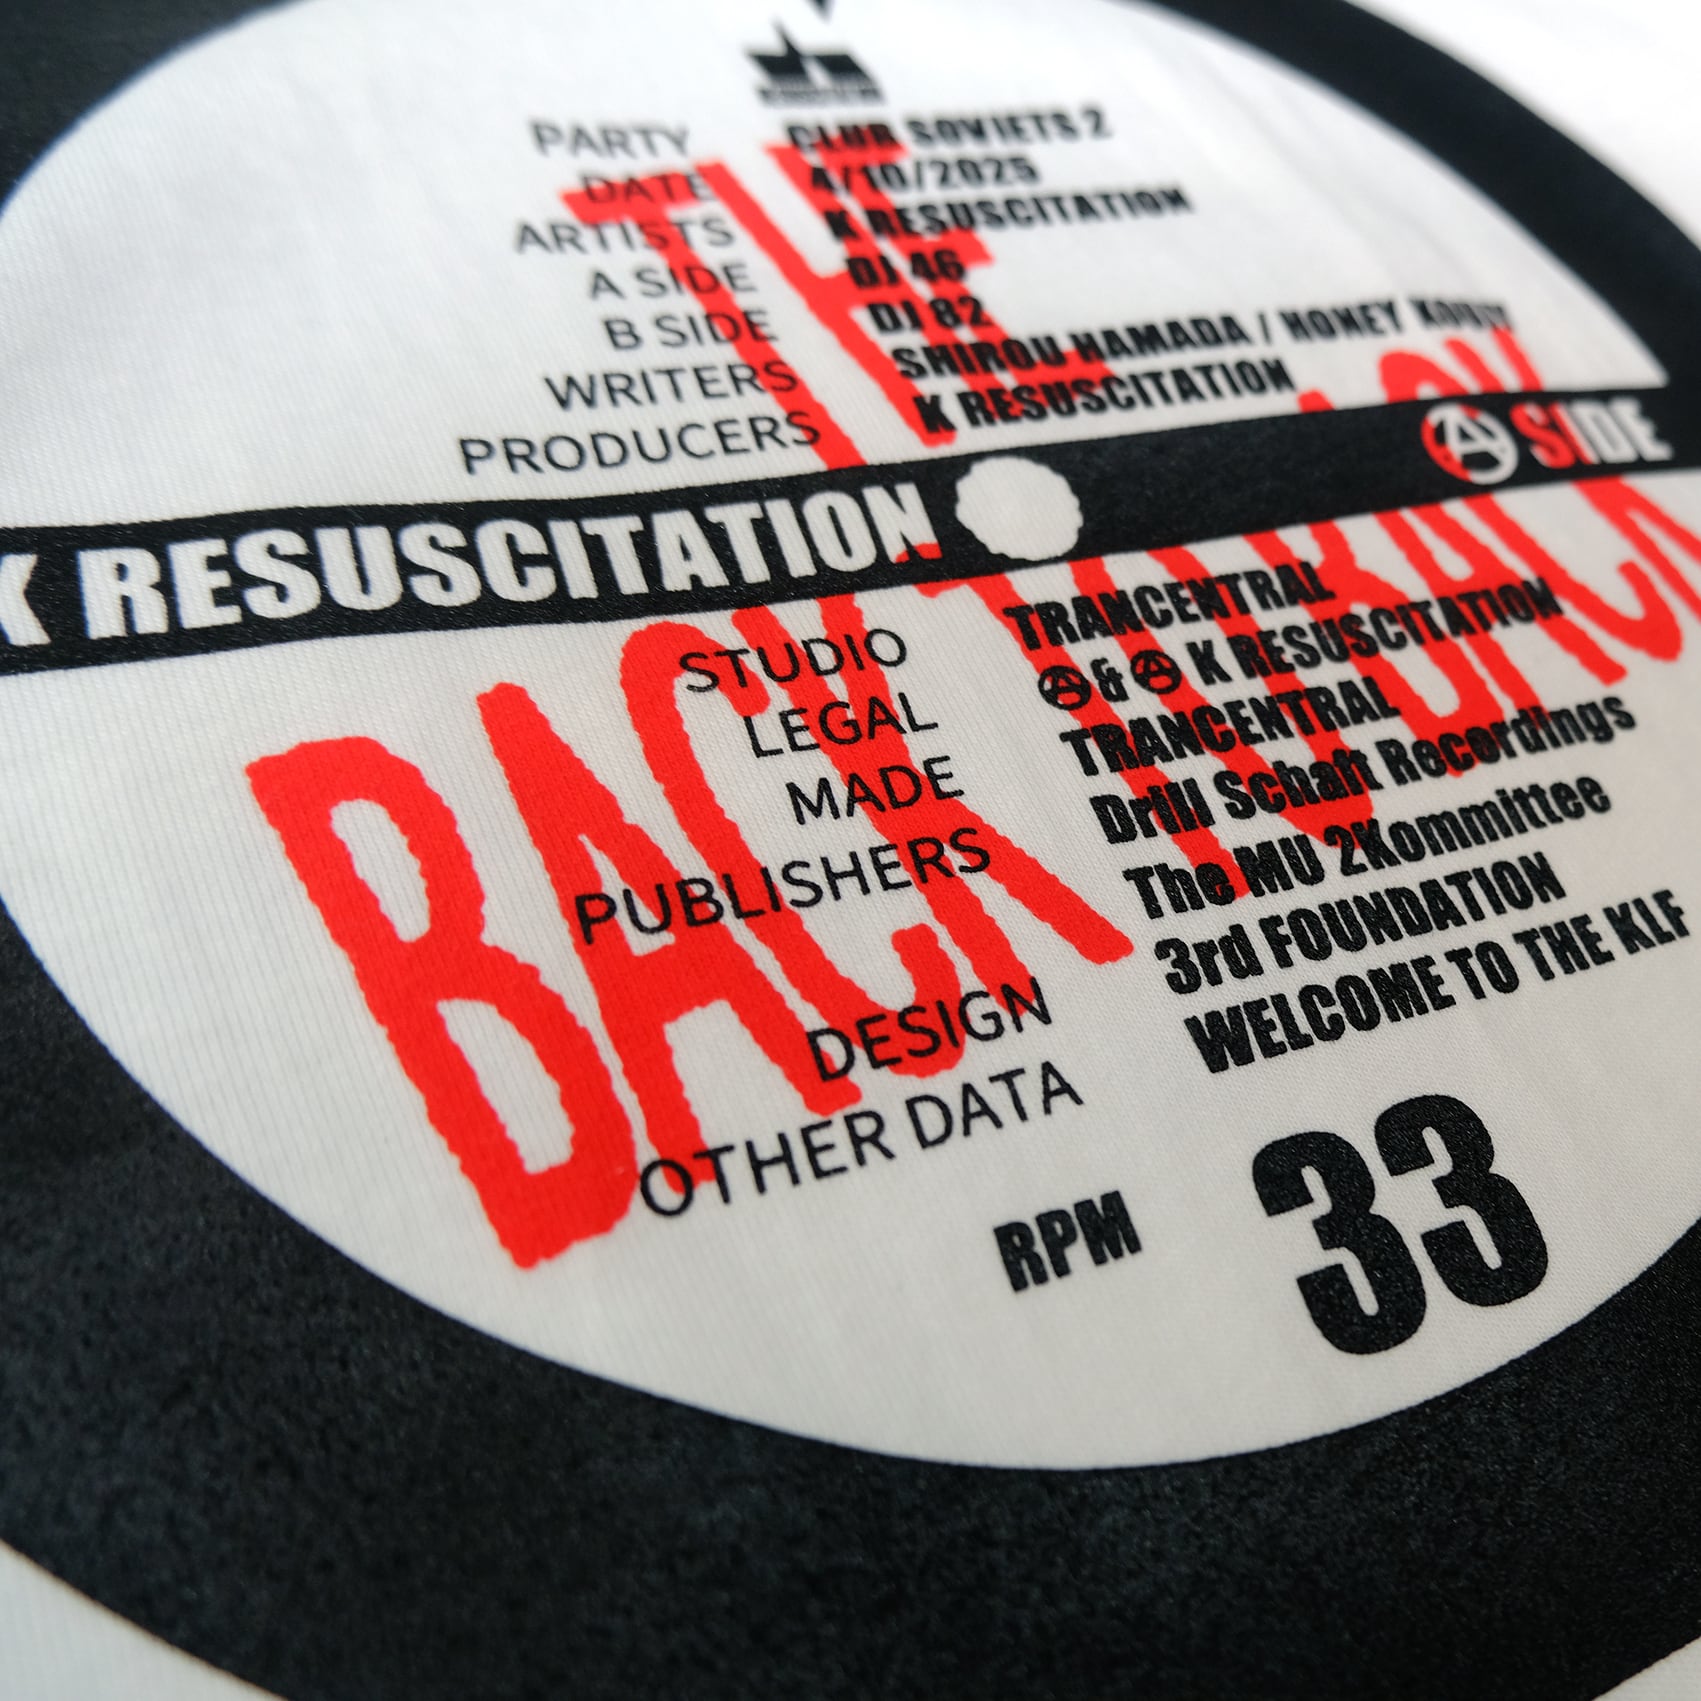 PARTY CLUB SOVIETS 2
DATE 4/10/2025
ARTISTS K RESUSCITATION
A SIDE DJ 46
B SIDE DJ 82
WRITERS SHIROU HAMADA / HONEY
PRODUCERS K RESUSCITATION
K RESUSCITATION Ⓐ SIDE
THE
BACK TO BACK
STUDIO TRANCENTRAL
LEGAL Ⓐ & Ⓐ K RESUSCITATION
MADE TRANCENTRAL
PUBLISHERS Drill Schaft Recordings
The MU 2Kommittee
DESIGN 3rd FOUNDATION
OTHER DATA WELCOME TO THE KLF
RPM 33